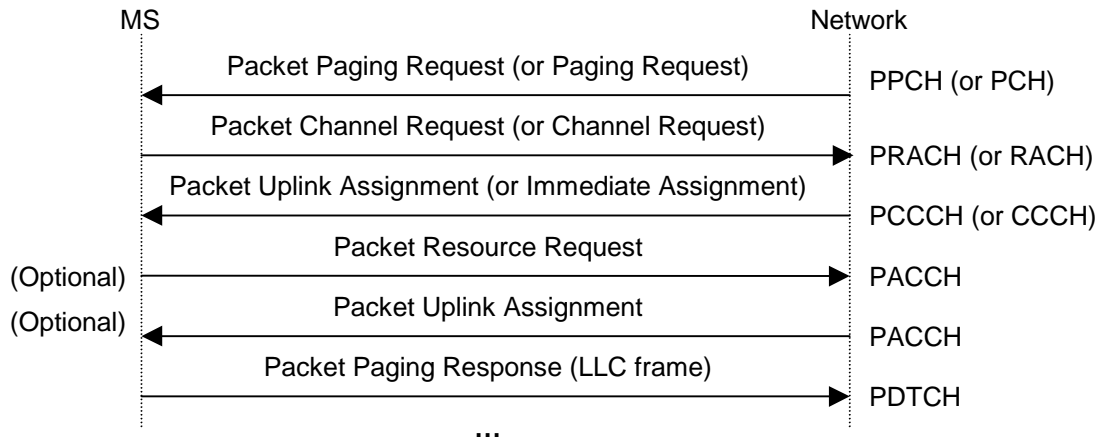 MS Network
Packet Paging Request (or Paging Request)
PPCH (or PCH)
Packet Channel Request (or Channel Request)
PRACH (or RACH)
Packet Uplink Assignment (or Immediate Assignment)
PCCCH (or CCCH)
Packet Resource Request
(Optional) PACCH
Packet Uplink Assignment
(Optional) PACCH
Packet Paging Response (LLC frame)
PDTCH
...